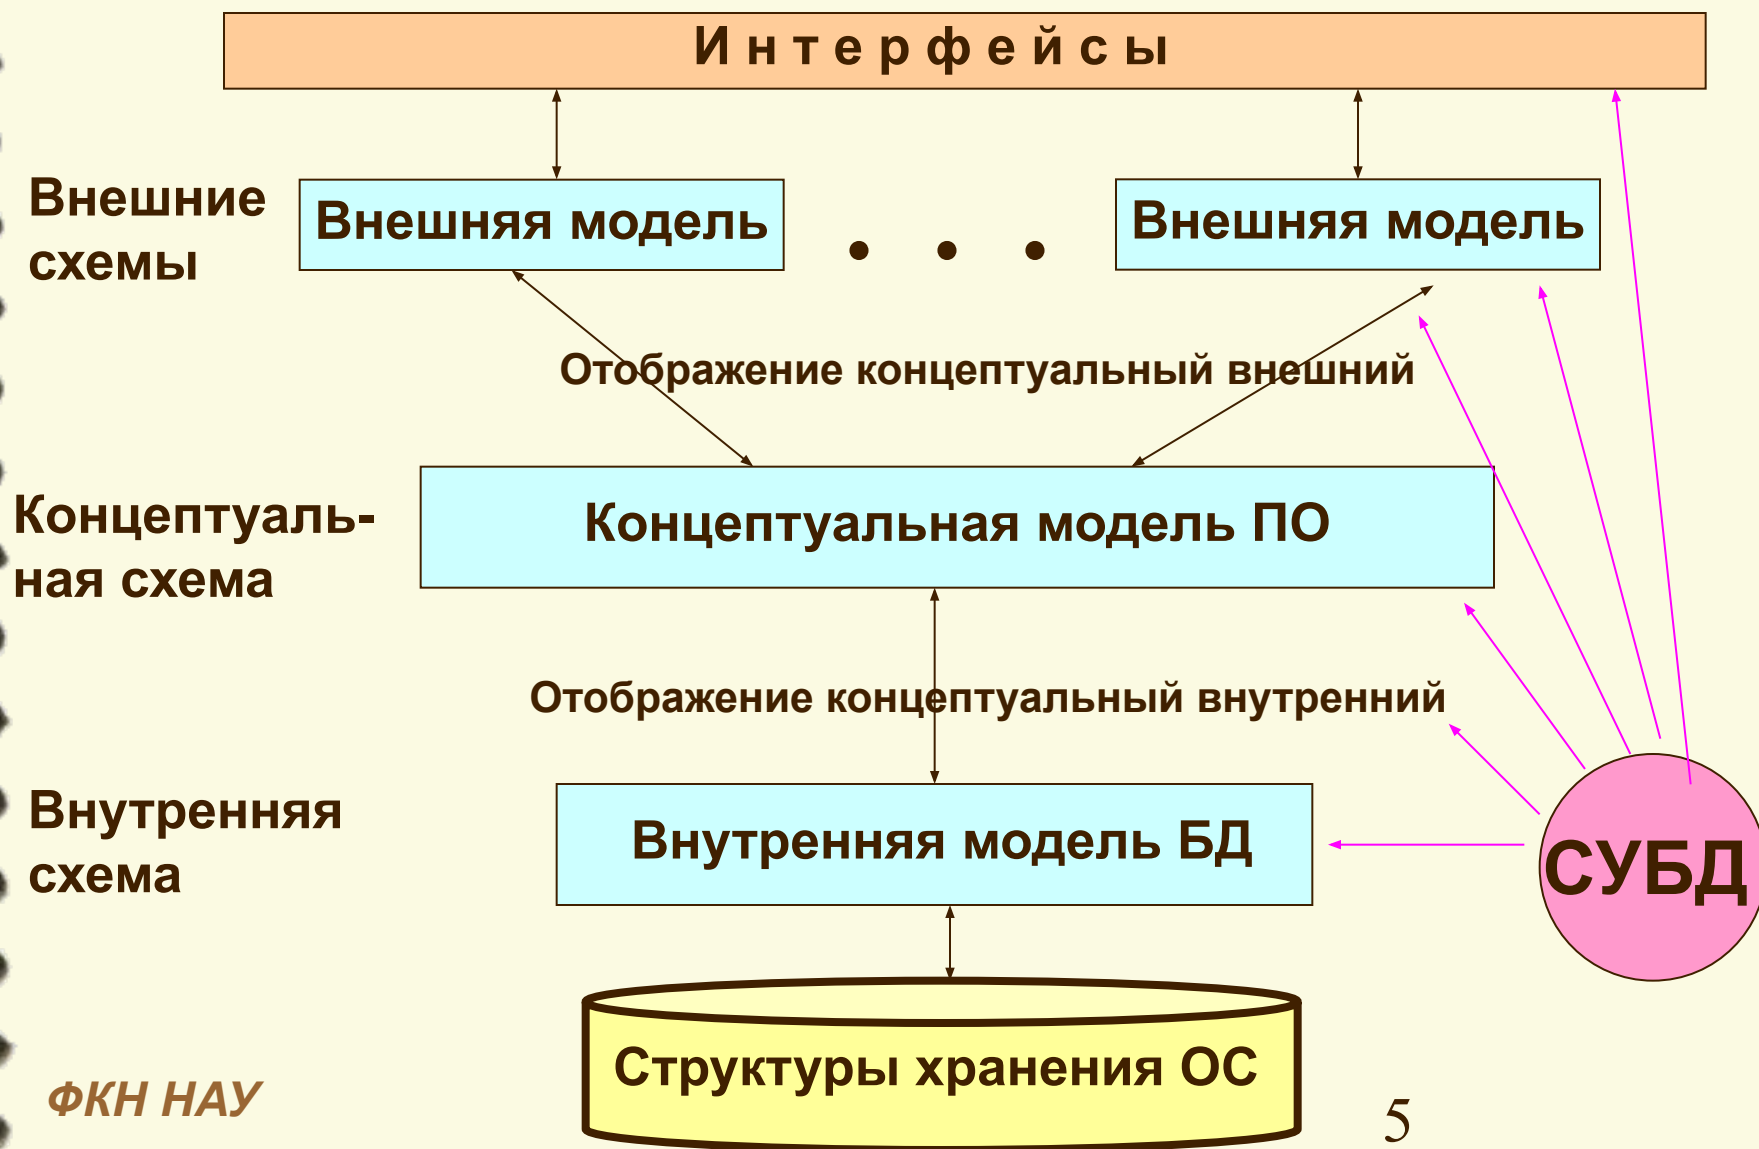 И н т е р ф е й с ы
Внешние
схемы
Внешняя модель
. . .
Внешняя модель
Отображение концептуальный внешний
Концептуаль-
ная схема
Концептуальная модель ПО
Отображение концептуальный внутренний
Внутренняя
схема
Внутренняя модель БД
СУБД
Структуры хранения ОС
ФКН НАУ
5